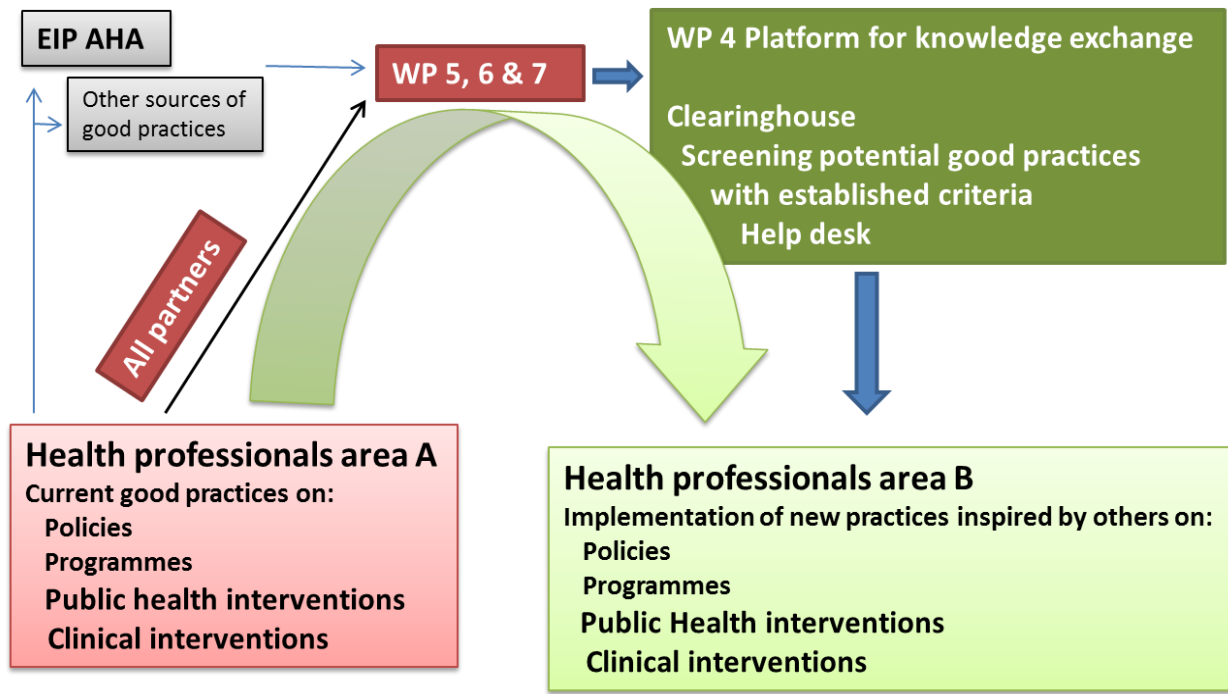 EIP AHA
Other sources of
good practices
WP 5, 6 & 7
WP 4 Platform for knowledge exchange
Clearinghouse
Screening potential good practices
with established criteria
Help desk
All partners
Health professionals area A
Current good practices on:
Policies
Programmes
Public health interventions
Clinical interventions
Health professionals area B
Implementation of new practices inspired by others on:
Policies
Programmes
Public Health interventions
Clinical interventions